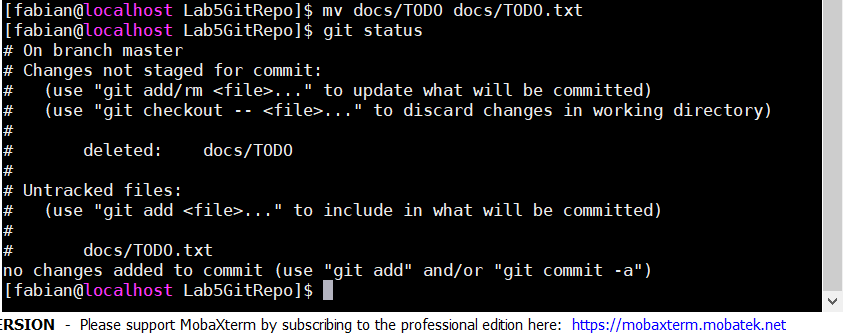 [fabian@localhost Lab5GitRepo]$ mv docs/TODO docs/TODO.txt
[fabian@localhost Lab5GitRepo]$ git status
# On branch master
# Changes not staged for commit:
#   (use "git add/rm <file>..." to update what will be committed)
#   (use "git checkout -- <file>..." to discard changes in working directory)
#
#       deleted:    docs/TODO
#
# Untracked files:
#   (use "git add <file>..." to include in what will be committed)
#
#       docs/TODO.txt
no changes added to commit (use "git add" and/or "git commit -a")
[fabian@localhost Lab5GitRepo]$
ERSION - Please support MobaXterm by subscribing to the professional edition here: https://mobaxterm.mobatek.net